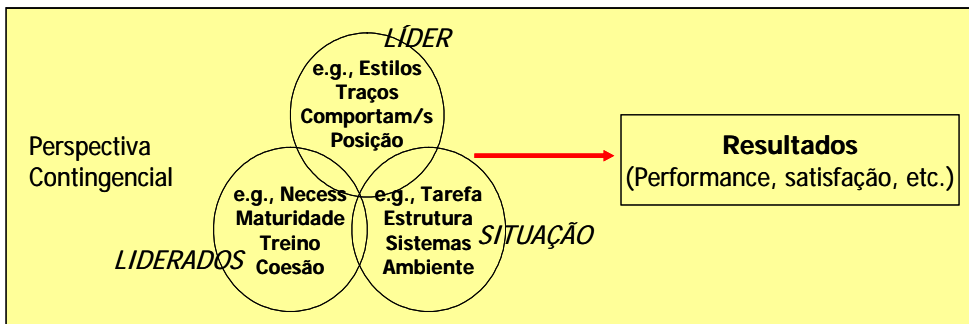 LÍDER
e.g., Estilos
Traços
Comportam/s
Posição
Perspectiva
Contingencial
e.g., Necess
Maturidade
Treino
Coesão
LIDERADOS
e.g., Tarefa
Estrutura
Sistemas
Ambiente
SITUAÇÃO
Resultados
(Performance, satisfação, etc.)